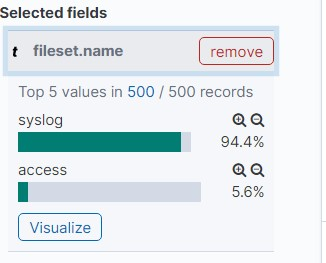 Selected fields
t fileset.name remove
Top 5 values in 500 / 500 records
syslog
94.4%
access
5.6%
Visualize